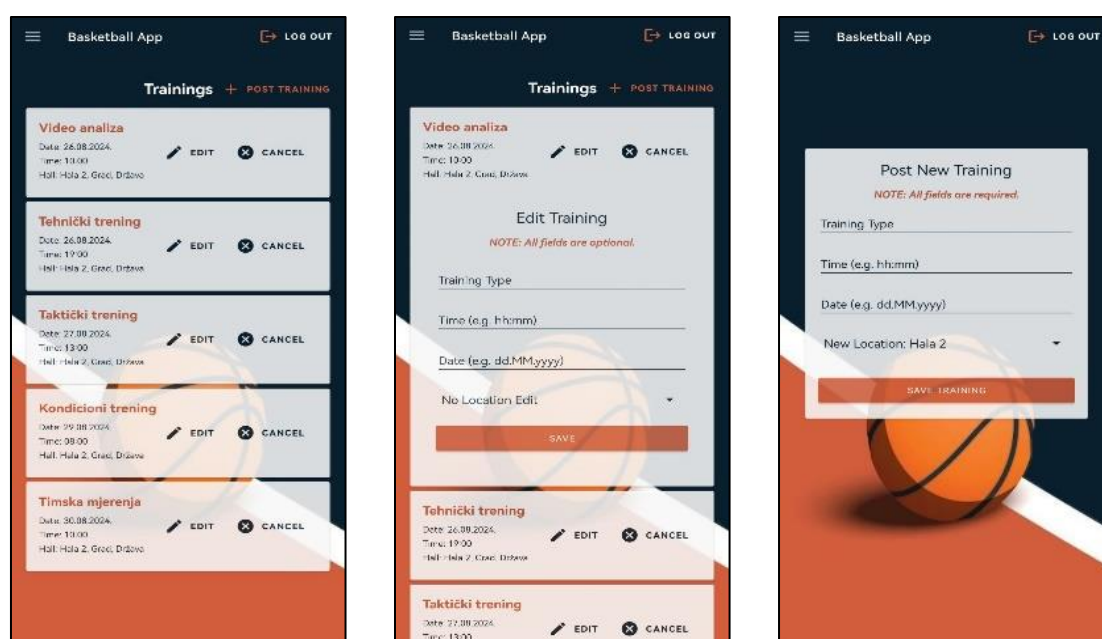 Basketball App
LOG OUT
Trainings + POST TRAINING
Video analiza
Date: 26.08.2024.
Time: 10:00
Hall: Hala 2, Grad, Država
EDIT
CANCEL
Tehnički trening
Date: 26.08.2024.
Time: 19:00
Hall: Hala 2, Grad, Država
EDIT
CANCEL
Taktički trening
Date: 27.08.2024.
Time: 13:00
Hall: Hala 2, Grad, Država
EDIT
CANCEL
Kondicioni trening
Date: 29.08.2024.
Time: 08:00
Hall: Hala 2, Grad, Država
EDIT
CANCEL
Timska mjerenja
Date: 30.08.2024.
Time: 10:00
Hall: Hala 2, Grad, Država
EDIT
CANCEL
Basketball App
LOG OUT
Trainings + POST TRAINING
Video analiza
Date: 26.08.2024.
Time: 10:00
Hall: Hala 2, Grad, Država
EDIT
CANCEL
Edit Training
NOTE: All fields are optional.
Training Type
Time (e.g. hh:mm)
Date (e.g. dd.MM.yyyy)
No Location Edit
SAVE
Tehnički trening
Date: 26.08.2024.
Time: 19:00
Hall: Hala 2, Grad, Država
EDIT
CANCEL
Taktički trening
Date: 27.08.2024.
Time: 13:00
EDIT
CANCEL
Basketball App
LOG OUT
Post New Training
NOTE: All fields are required.
Training Type
Time (e.g. hh:mm)
Date (e.g. dd.MM.yyyy)
New Location: Hala 2
SAVE TRAINING